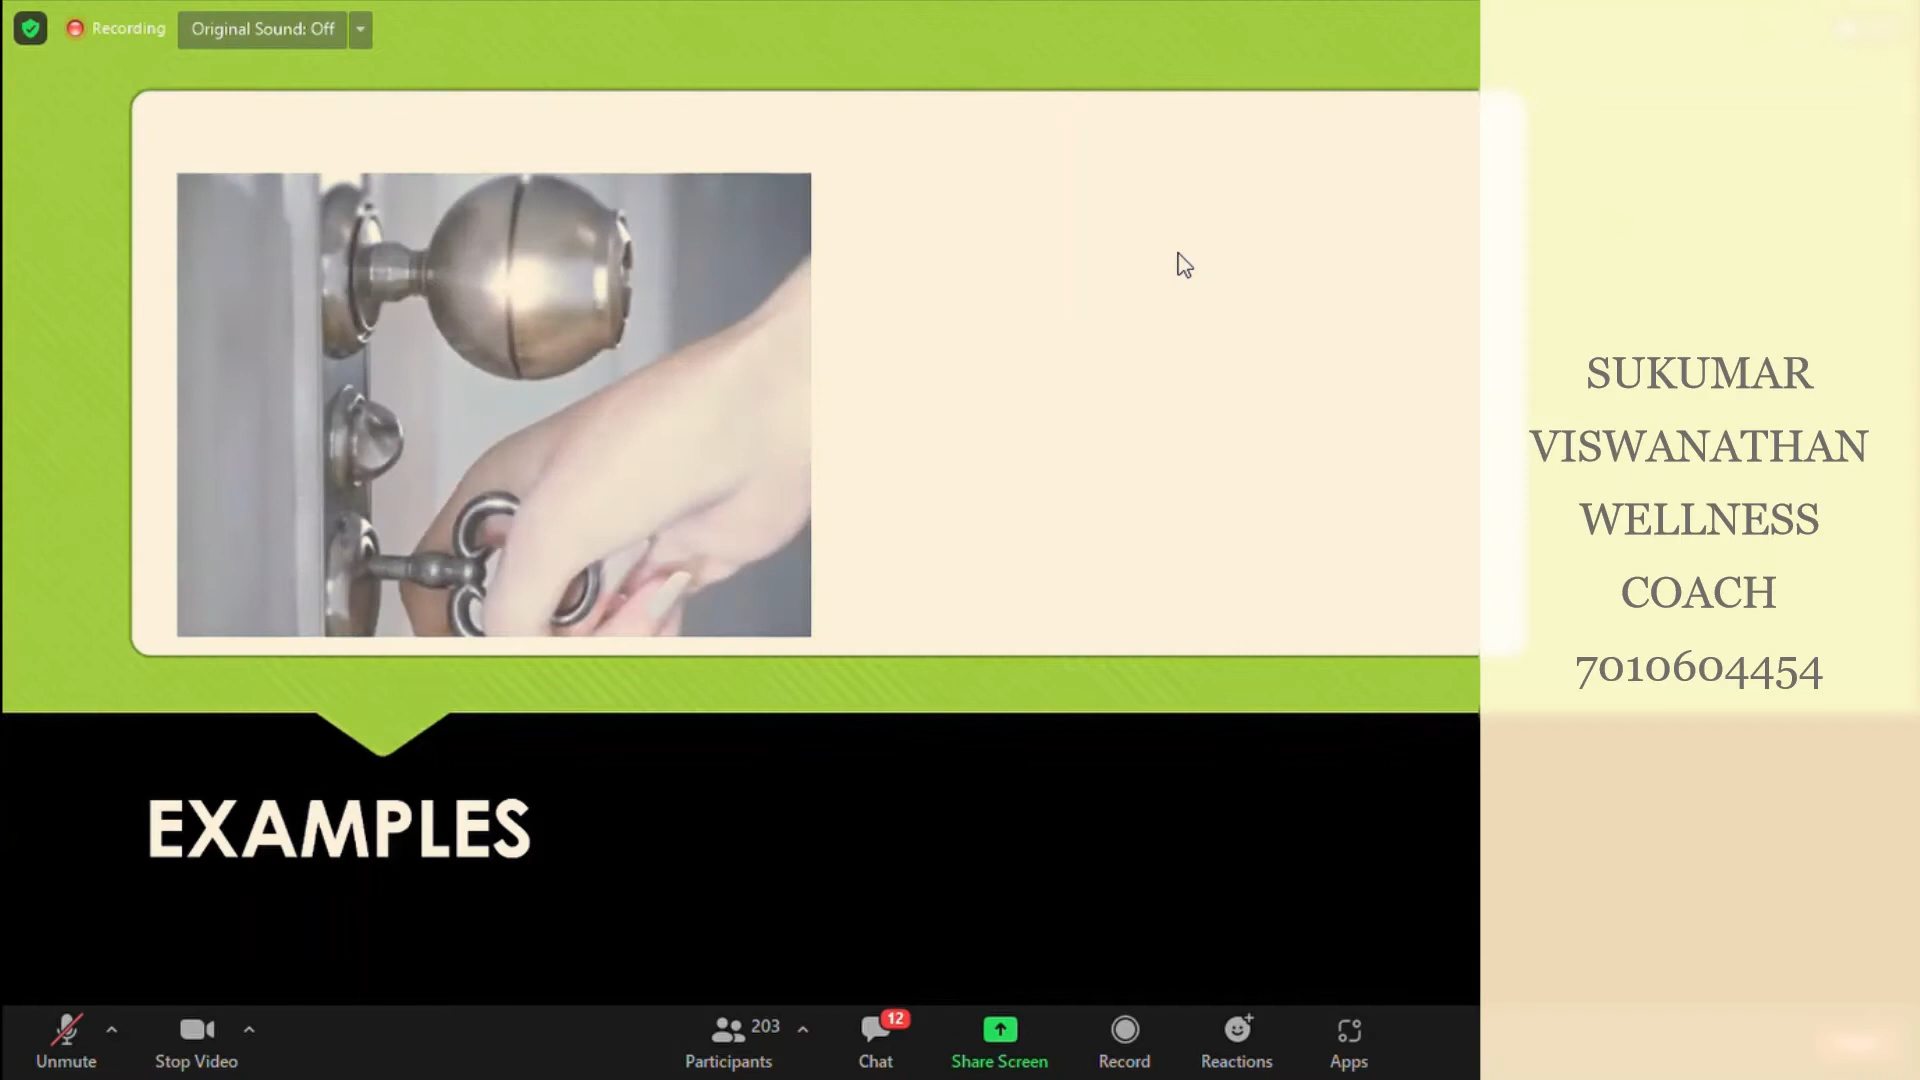 Recording
Original Sound: Off
SUKUMAR
VISWANATHAN
WELLNESS
COACH
7010604454
EXAMPLES
Unmute
Stop Video
203
Participants
12
Chat
Share Screen
Record
Reactions
Apps